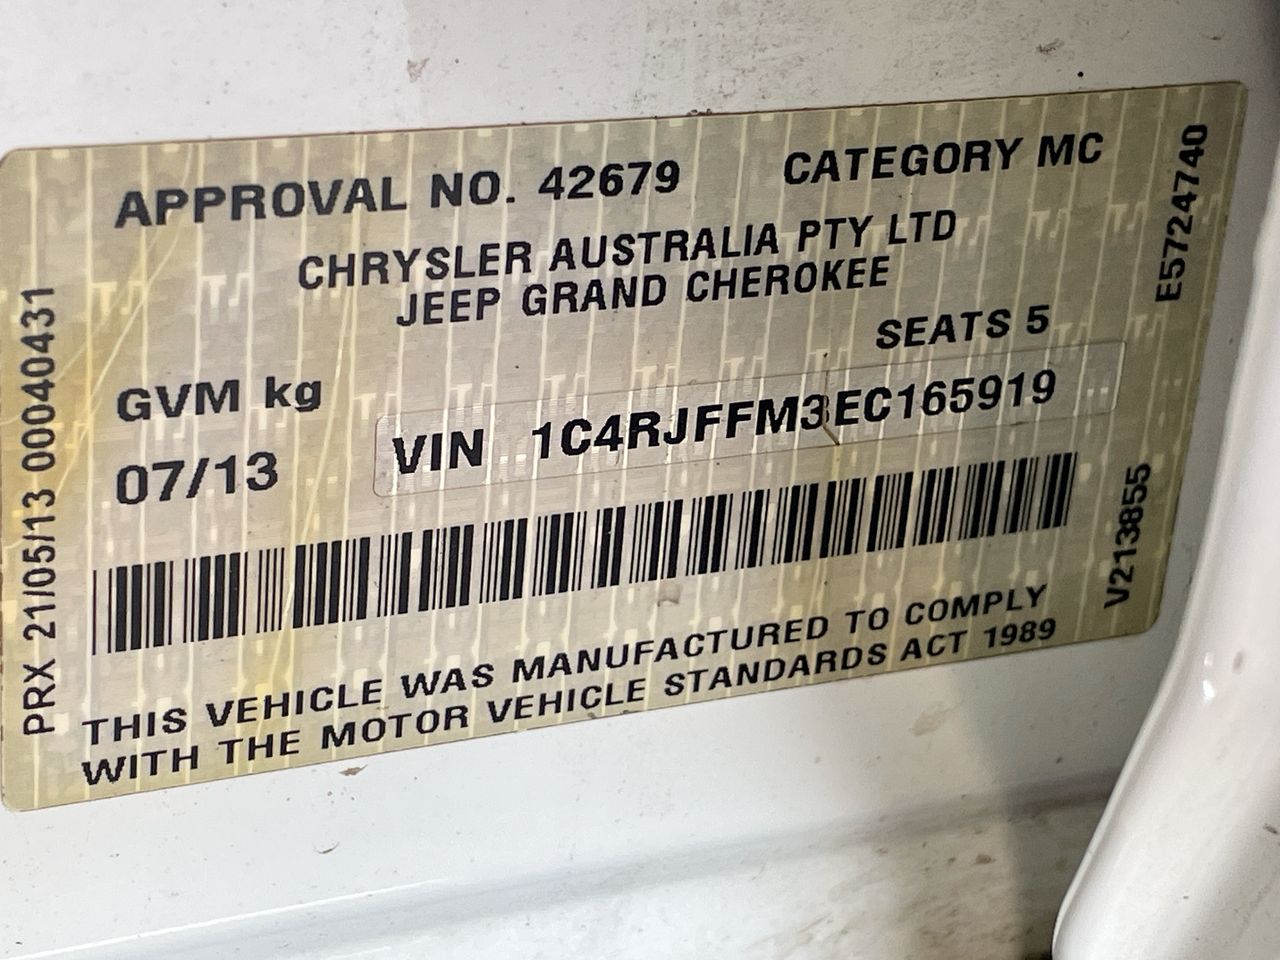 APPROVAL NO. 42679 CATEGORY MC
CHRYSLER AUSTRALIA PTY LTD
JEEP GRAND CHEROKEE
SEATS 5
GVM kg
07/13
VIN 1C4RJFFM3EC165919
THIS VEHICLE WAS MANUFACTURED TO COMPLY
WITH THE MOTOR VEHICLE STANDARDS ACT 1989
PRX 21/05/13 00040431
E5724740
V213855